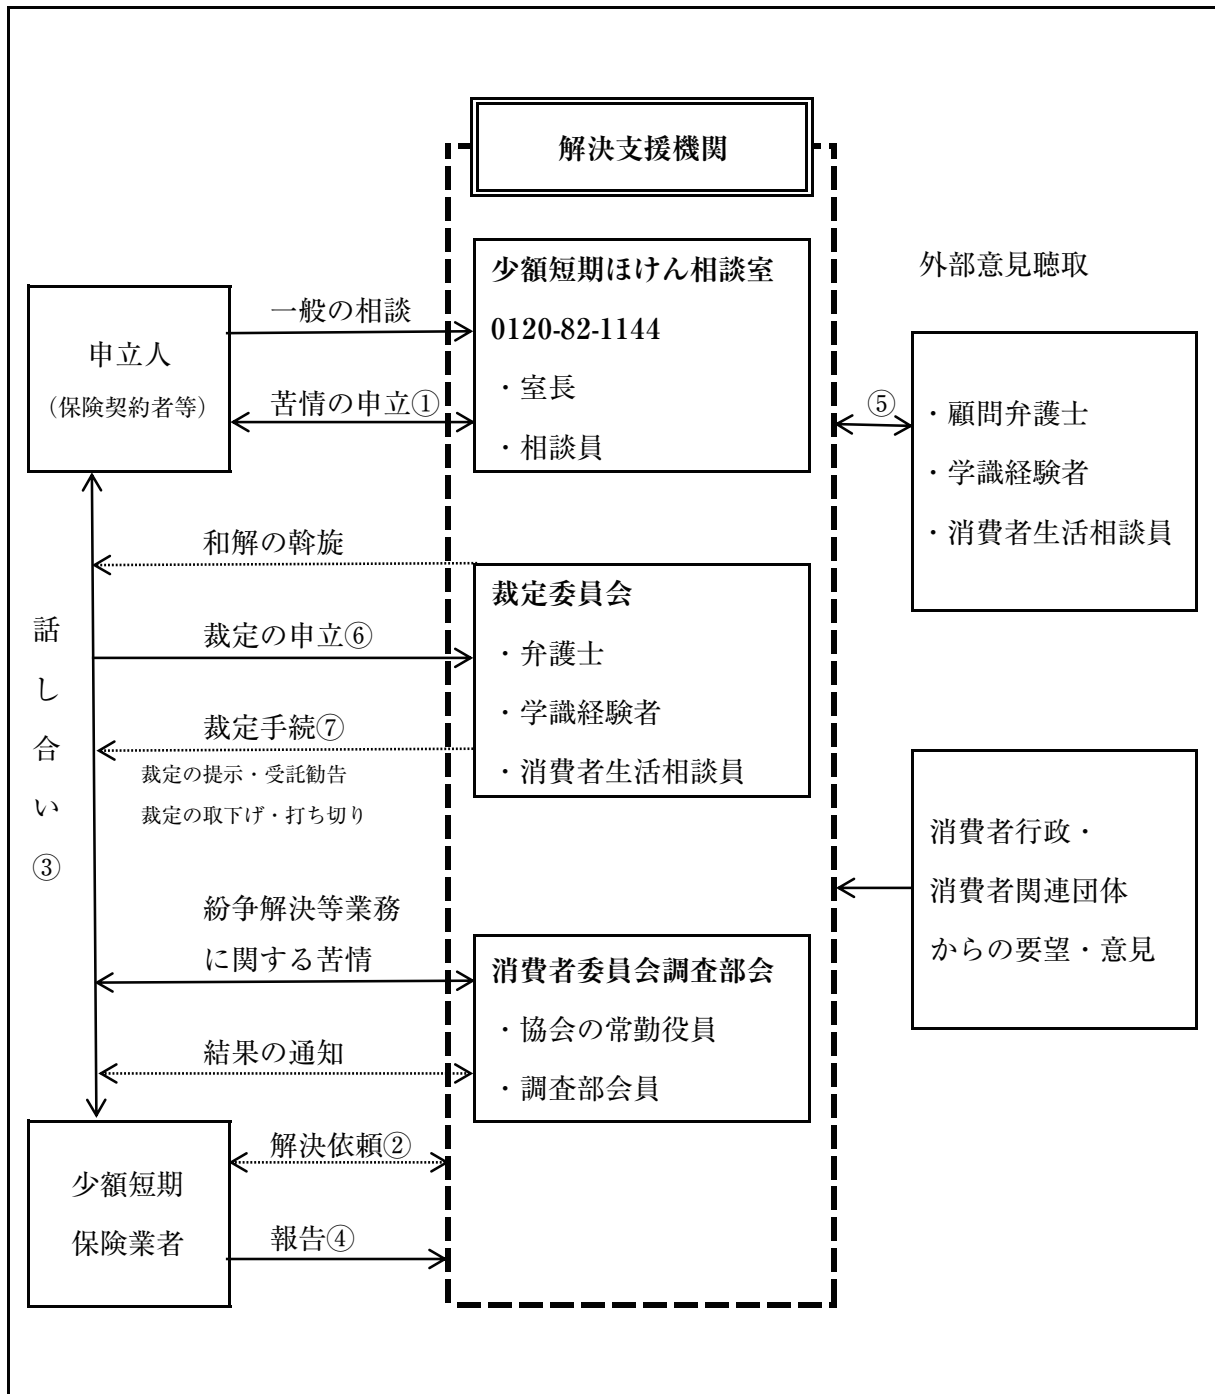 解決支援機関
少額短期ほけん相談室
0120-82-1144
・室長
・相談員
外部意見聴取
申立人
（保険契約者等）
一般の相談
苦情の申立①
⑤
・顧問弁護士
・学識経験者
・消費者生活相談員
和解の斡旋
裁定の申立⑥
裁定手続⑦
裁定の提示・受託勧告
裁定の取下げ・打ち切り
裁定委員会
・弁護士
・学識経験者
・消費者生活相談員
話し合い③
消費者行政・
消費者関連団体
からの要望・意見
紛争解決等業務
に関する苦情
結果の通知
消費者委員会調査部会
・協会の常勤役員
・調査部会員
少額短期
保険業者
解決依頼②
報告④